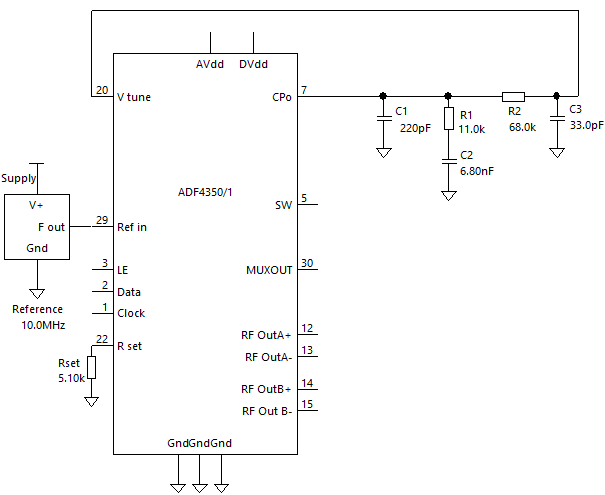 AVdd
DVdd
20
V tune
CPo
7
C1
220pF
R1
11.0k
R2
68.0k
C3
33.0pF
C2
6.80nF
Supply
V+
F out
Gnd
Reference
10.0MHz
ADF4350/1
29
Ref in
SW
5
3
LE
MUXOUT
30
2
Data
1
Clock
22
R set
Rset
5.10k
RF OutA+
12
RF OutA-
13
RF OutB+
14
RF Out B-
15
GndGndGnd